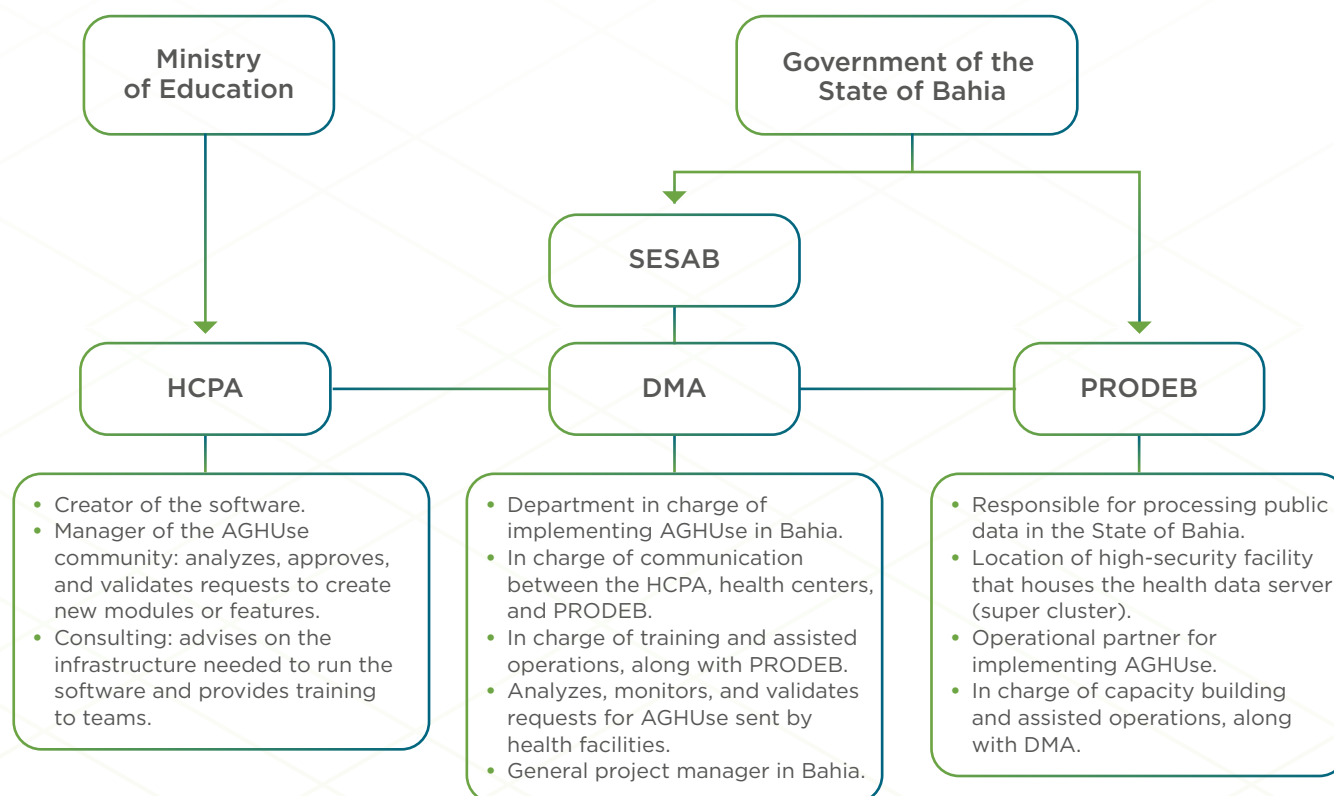 Ministry
of Education
Government of the
State of Bahia
SESAB
HCPA
DMA
PRODEB
• Creator of the software.
• Manager of the AGHUse
community: analyzes, approves,
and validates requests to create
new modules or features.
• Consulting: advises on the
infrastructure needed to run the
software and provides training
to teams.
• Department in charge of
implementing AGHUse in Bahia.
• In charge of communication
between the HCPA, health centers,
and PRODEB.
• In charge of training and assisted
operations, along with PRODEB.
• Analyzes, monitors, and validates
requests for AGHUse sent by
health facilities.
• General project manager in Bahia.
• Responsible for processing public
data in the State of Bahia.
• Location of high-security facility
that houses the health data server
(super cluster).
• Operational partner for
implementing AGHUse.
• In charge of capacity building
and assisted operations, along
with DMA.